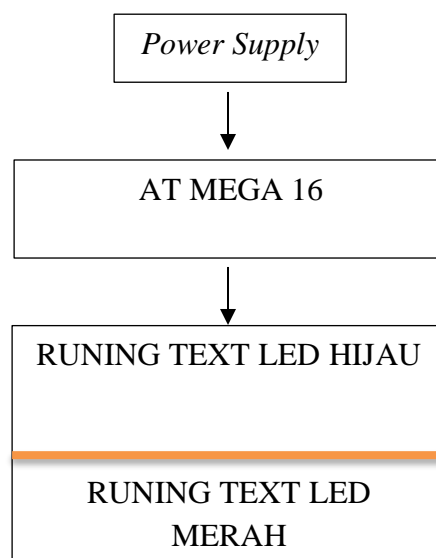 Power Supply
AT MEGA 16
RUNING TEXT LED HIJAU
RUNING TEXT LED
MERAH